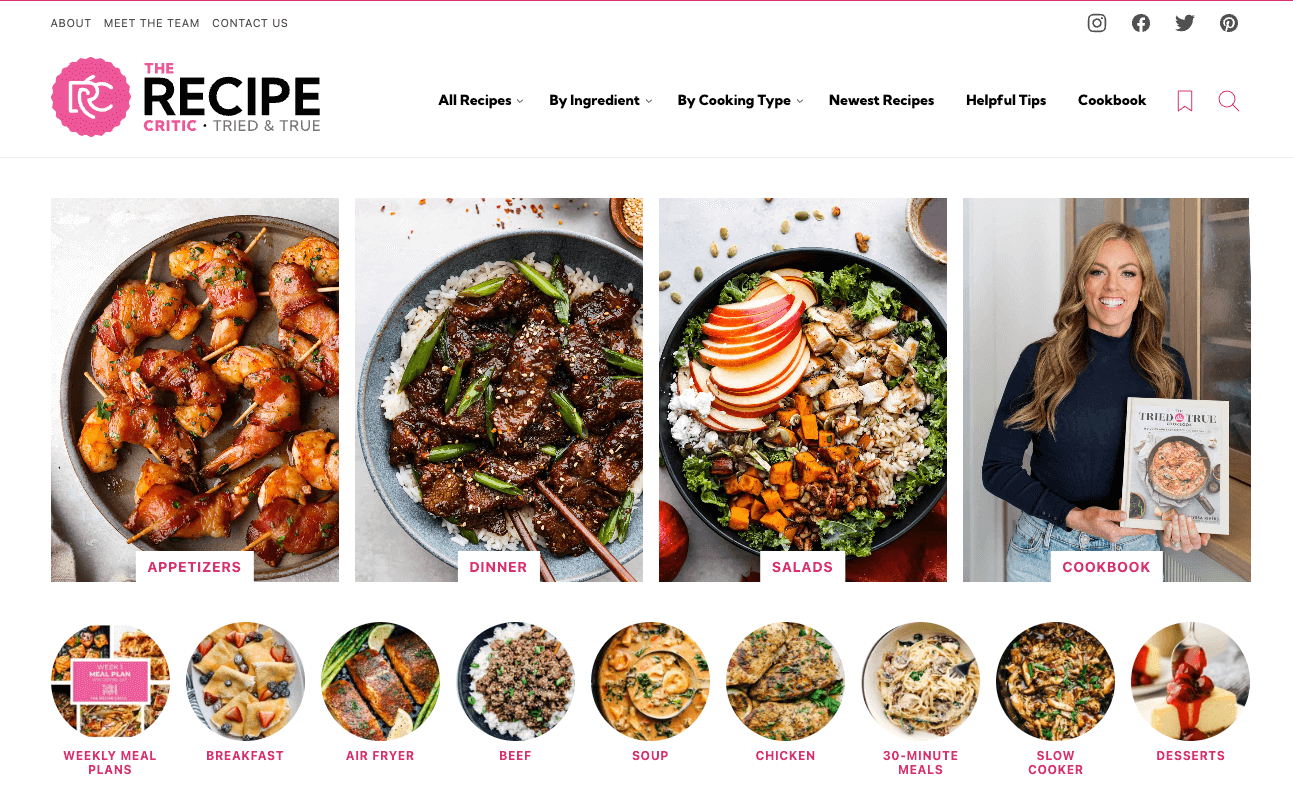 ABOUT MEET THE TEAM CONTACT US
THE
RECIPE
CRITIC • TRIED & TRUE
All Recipes By Ingredient By Cooking Type Newest Recipes Helpful Tips Cookbook
TRIED & TRUE
COOKBOOK
APPETIZERS
DINNER
SALADS
COOKBOOK
WEEK 1
MEAL PLAN
WEEKLY MEAL
PLANS
BREAKFAST
AIR FRYER
BEEF
SOUP
CHICKEN
30-MINUTE
MEALS
SLOW
COOKER
DESSERTS